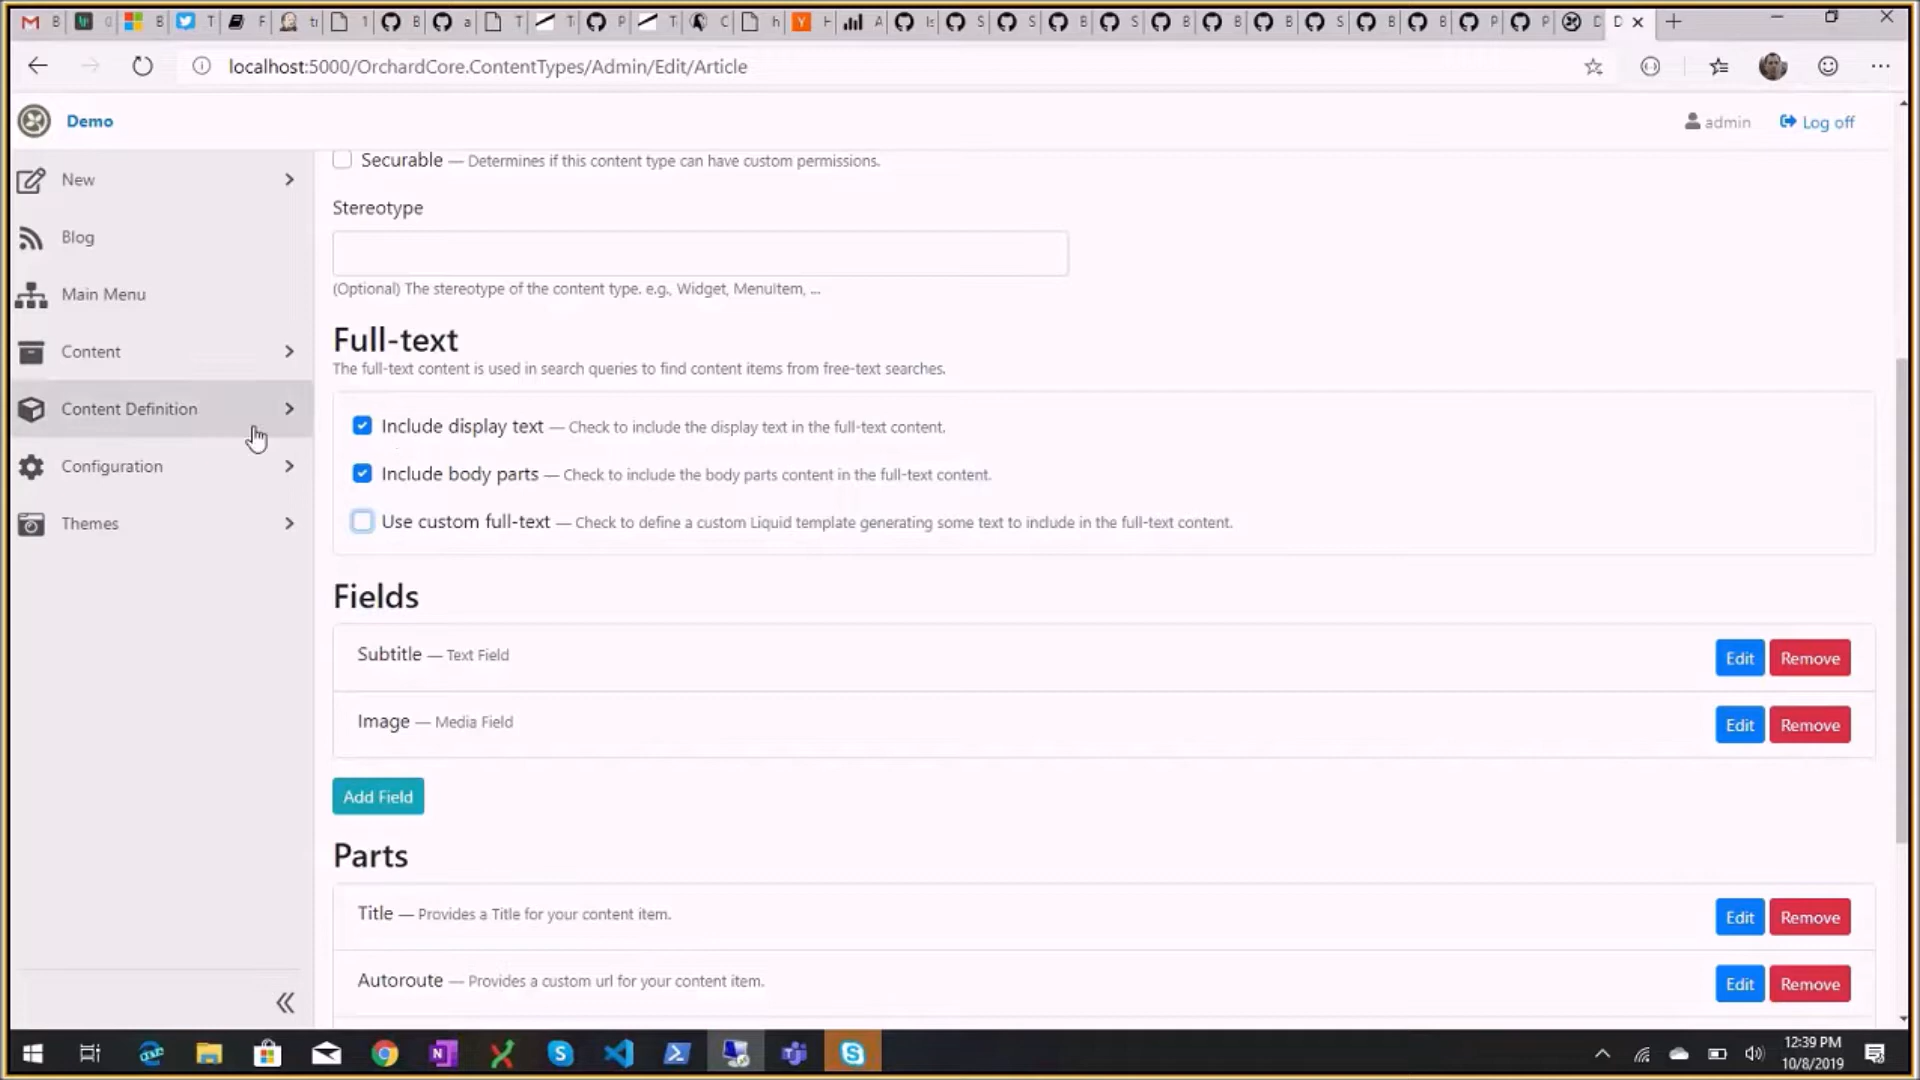 B
T
F
1
B
a
T
T
P
T
C
h
H
A
Is
S
S
B
S
B
B
B
S
B
B
P
P
D
D
localhost:5000/OrchardCore.ContentTypes/Admin/Edit/Article
Demo
admin
Log off
New
Blog
Main Menu
Content
Content Definition
Configuration
Themes
Securable — Determines if this content type can have custom permissions.
Stereotype
(Optional) The stereotype of the content type. e.g., Widget, MenuItem, ...
Full-text
The full-text content is used in search queries to find content items from free-text searches.
Include display text — Check to include the display text in the full-text content.
Include body parts — Check to include the body parts content in the full-text content.
Use custom full-text — Check to define a custom Liquid template generating some text to include in the full-text content.
Fields
Subtitle — Text Field
Edit Remove
Image — Media Field
Edit Remove
Add Field
Parts
Title — Provides a Title for your content item.
Edit Remove
Autoroute — Provides a custom url for your content item.
Edit Remove
12:39 PM
10/8/2019